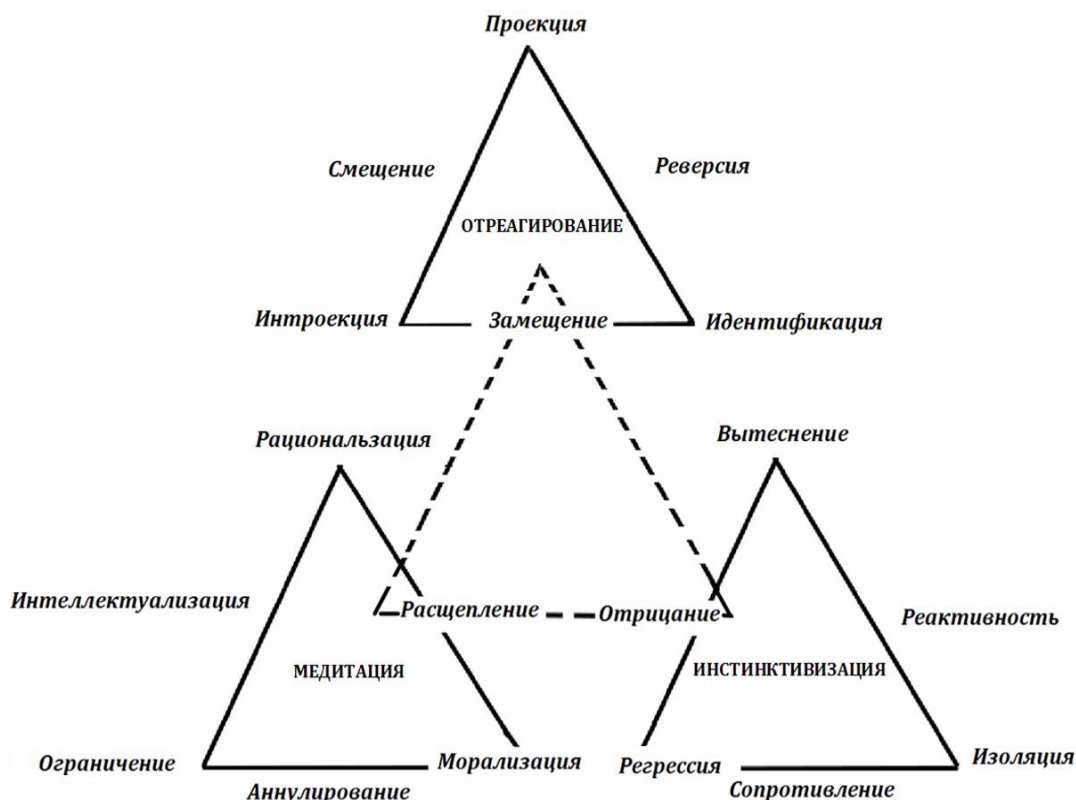 Проекция
Смещение
Реверсия
ОТРЕАГИРОВАНИЕ
Интроекция
Замещение
Идентификация
Рациональзация
Вытеснение
Интеллектуализация
Расщепление
Отрицание
Реактивность
МЕДИТАЦИЯ
ИНСТИНКТИВИЗАЦИЯ
Ограничение
Морализация
Регрессия
Изоляция
Аннулирование
Сопротивление